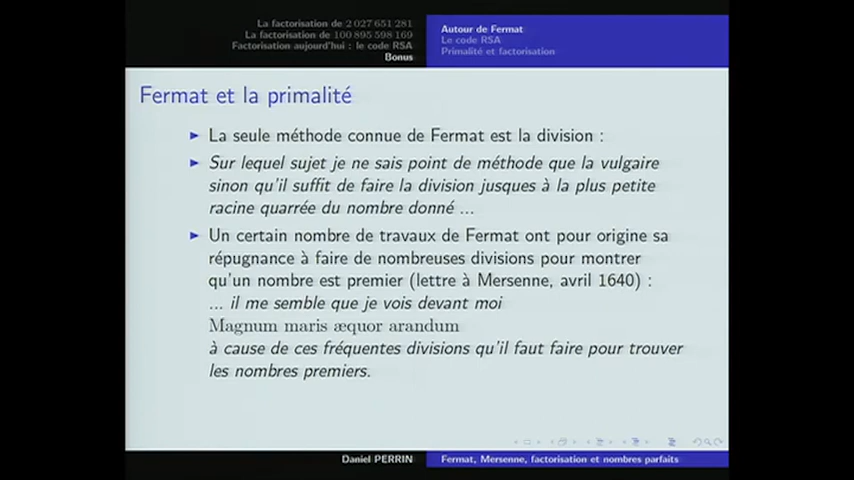 La factorisation de 2 027 651 281
La factorisation de 100 895 598 169
Factorisation aujourd'hui : le code RSA
Bonus
Autour de Fermat
Le code RSA
Primalité et factorisation
Fermat et la primalité
La seule méthode connue de Fermat est la division :
Sur lequel sujet je ne sais point de méthode que la vulgaire
sinon qu'il suffit de faire la division jusques à la plus petite
racine quarrée du nombre donné ...
Un certain nombre de travaux de Fermat ont pour origine sa
répugnance à faire de nombreuses divisions pour montrer
qu'un nombre est premier (lettre à Mersenne, avril 1640) :
... il me semble que je vois devant moi
Magnum maris æquor arandum
à cause de ces fréquentes divisions qu'il faut faire pour trouver
les nombres premiers.
Daniel PERRIN
Fermat, Mersenne, factorisation et nombres parfaits